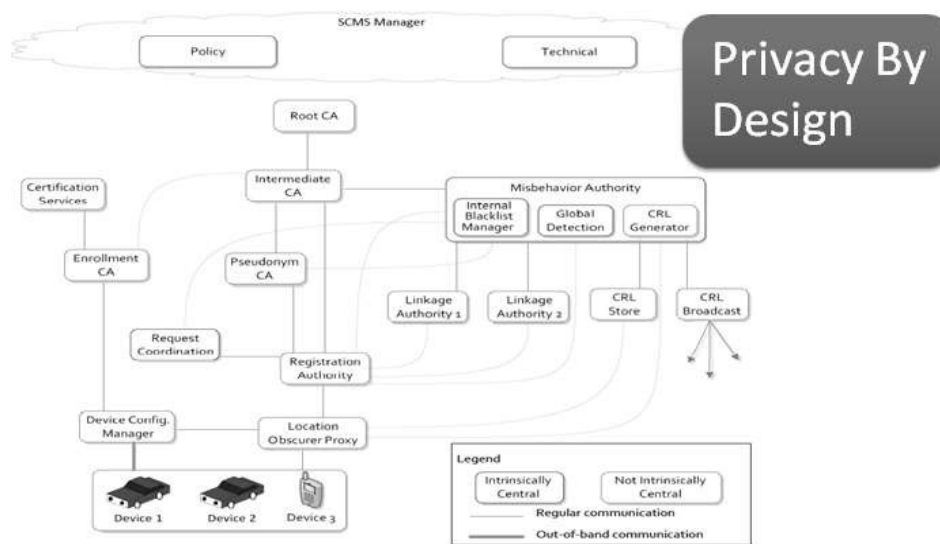 SCMS Manager
Policy
Technical
Privacy By
Design
Root CA
Intermediate
CA
Certification
Services
Misbehavior Authority
Internal
Blacklist
Manager
Global
Detection
CRL
Generator
Enrollment
CA
Pseudonym
CA
Linkage
Authority 1
Linkage
Authority 2
CRL
Store
CRL
Broadcast
Request
Coordination
Registration
Authority
Device Config.
Manager
Location
Obscurer Proxy
Device 1
Device 2
Device 3
Legend
Intrinsically
Central
Not Intrinsically
Central
Regular communication
Out-of-band communication